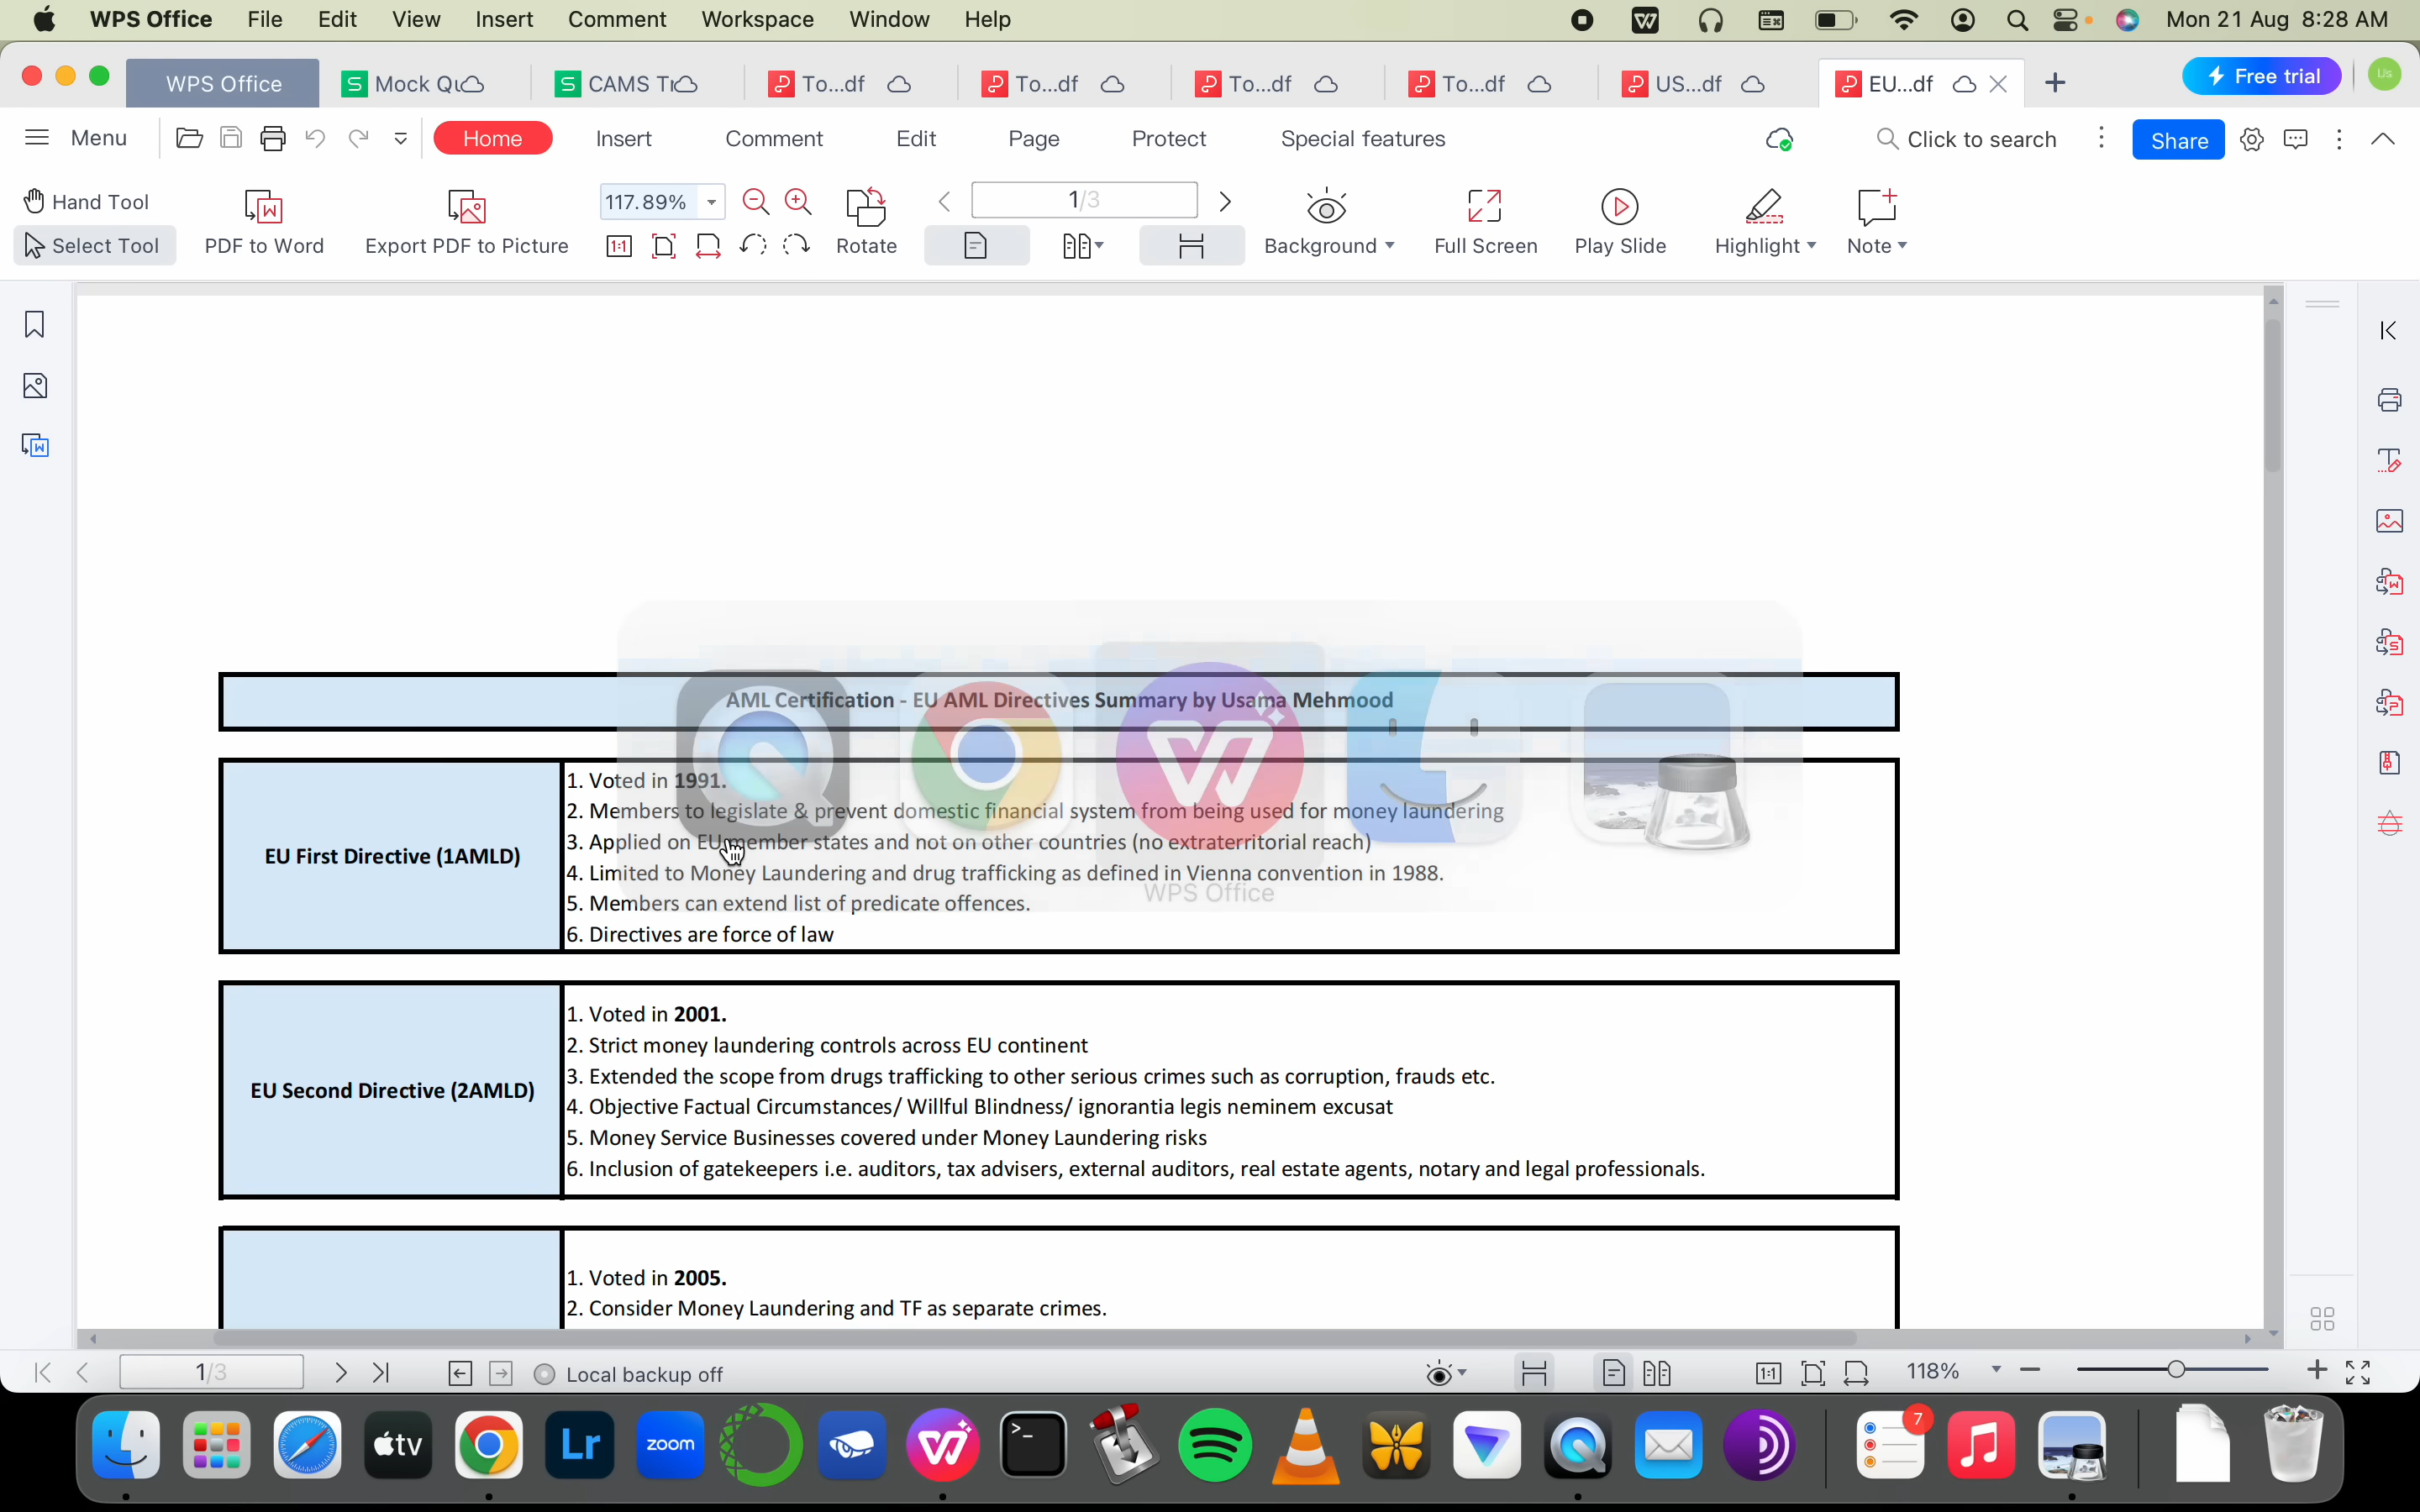 WPS Office File Edit View Insert Comment Workspace Window Help Mon 21 Aug 8:28 AM
WPS Office Mock Qu CAMS Tr To...df To...df To...df To...df US...df EU...df Free trial Us
Menu Home Insert Comment Edit Page Protect Special features Click to search Share
Hand Tool 117.89% 1/3
Select Tool PDF to Word Export PDF to Picture 1:1 Rotate Background Full Screen Play Slide Highlight Note
AML Certification - EU AML Directives Summary by Usama Mehmood
EU First Directive (1AMLD)
1. Voted in 1991.
2. Members to legislate & prevent domestic financial system from being used for money laundering
3. Applied on EU member states and not on other countries (no extraterritorial reach)
4. Limited to Money Laundering and drug trafficking as defined in Vienna convention in 1988.
WPS Office
5. Members can extend list of predicate offences.
6. Directives are force of law
EU Second Directive (2AMLD)
1. Voted in 2001.
2. Strict money laundering controls across EU continent
3. Extended the scope from drugs trafficking to other serious crimes such as corruption, frauds etc.
4. Objective Factual Circumstances/ Willful Blindness/ ignorantia legis neminem excusat
5. Money Service Businesses covered under Money Laundering risks
6. Inclusion of gatekeepers i.e. auditors, tax advisers, external auditors, real estate agents, notary and legal professionals.
1. Voted in 2005.
2. Consider Money Laundering and TF as separate crimes.
1/3 Local backup off 1:1 118%
tv Lr zoom 7